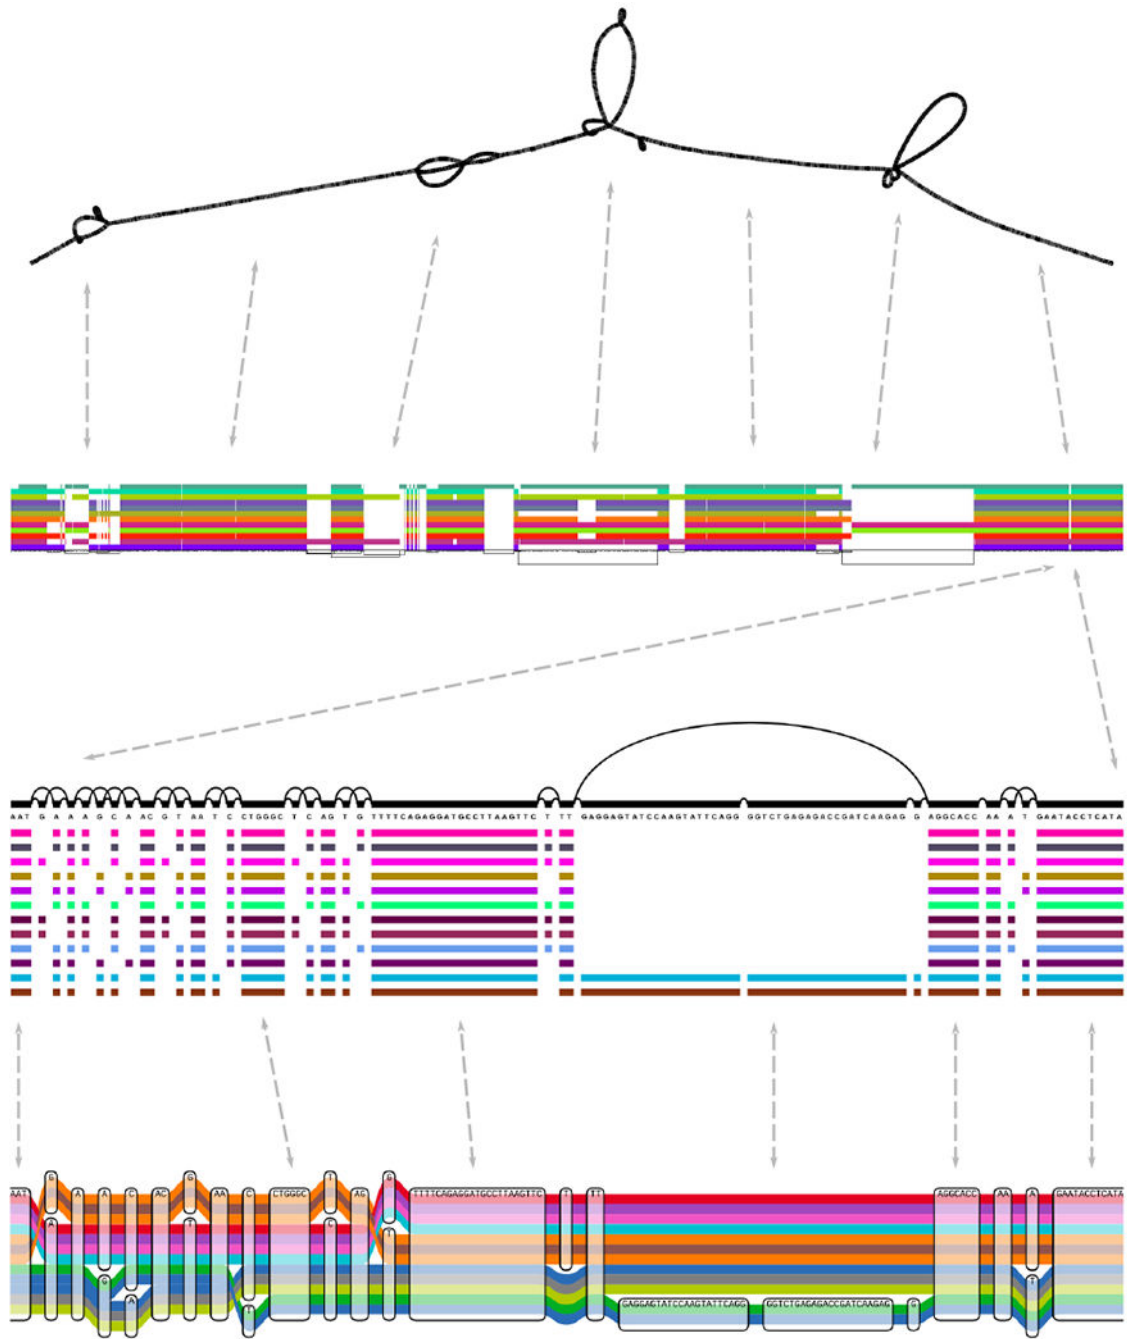 AAT G A A A G C A AC G T AA T C CTGGGC T C AG T G TTTTCAGAGGATGCCTTAAGTTC T TT GAGGAGTATCCAAGTATTCAGG GGTCTGAGAGACCGATCAAGAG G AGGCACC AA A T GAATACCTCATA
G G T G
AAT A A C AC AA C CTGGGC AG TTTTCAGAGGATGCCTTAAGTTC T TT AGGCACC AA A GAATACCTCATA
A T C T
G T
A T GAGGAGTATCCAAGTATTCAGG GGTCTGAGAGACCGATCAAGAG G